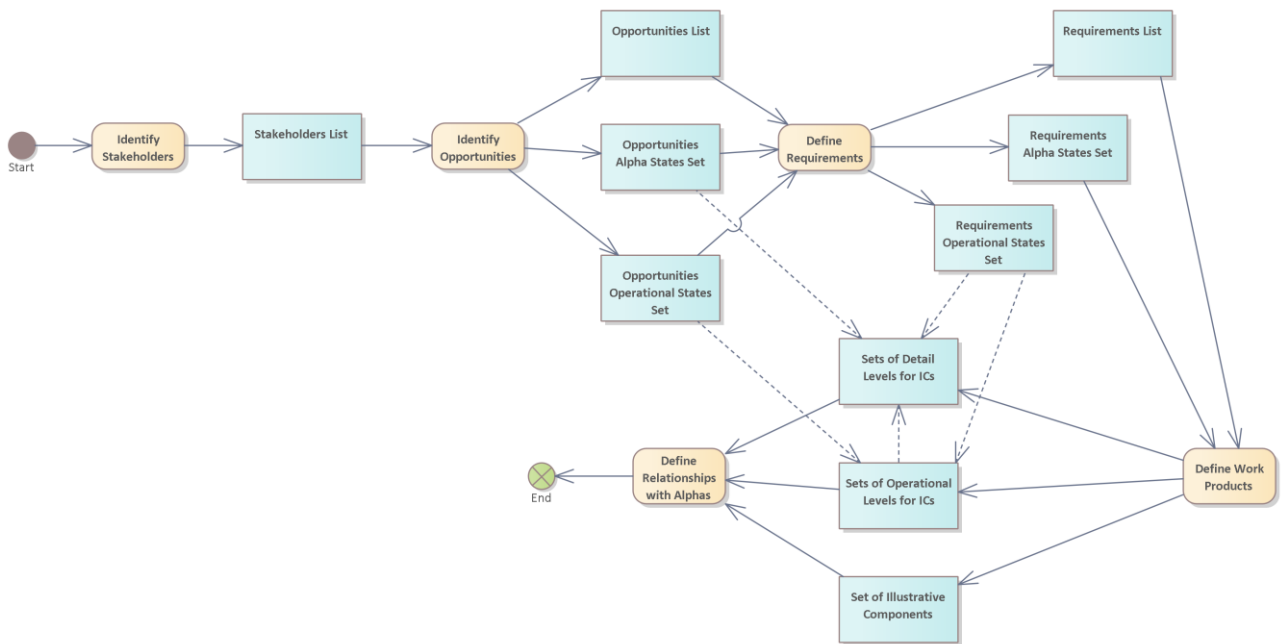 Start
Identify
Stakeholders
Stakeholders List
Identify
Opportunities
Opportunities List
Opportunities
Alpha States Set
Opportunities
Operational States
Set
Define
Requirements
Requirements List
Requirements
Alpha States Set
Requirements
Operational States
Set
Sets of Detail
Levels for ICs
Sets of Operational
Levels for ICs
Set of Illustrative
Components
Define Work
Products
Define
Relationships
with Alphas
End